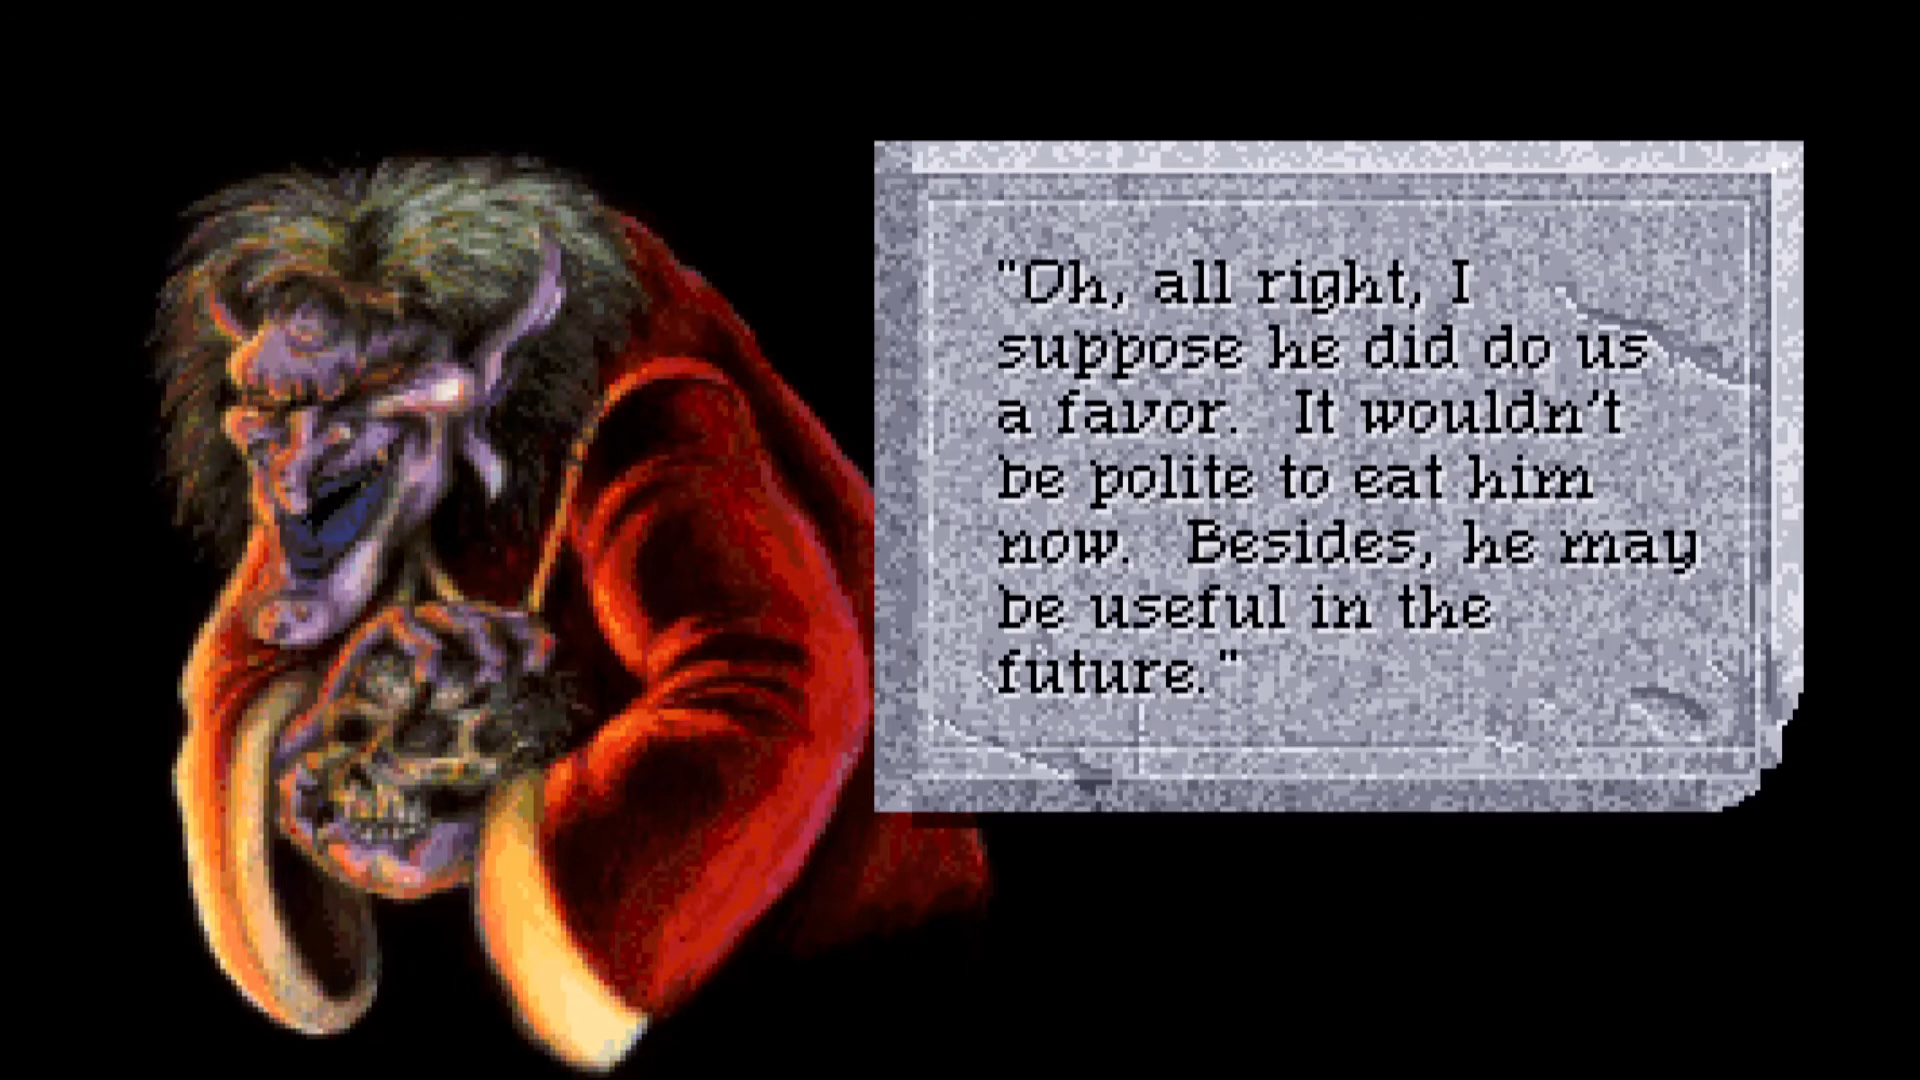 "Oh, all right, I
suppose he did do us
a favor.  It wouldn't
be polite to eat him
now.  Besides, he may
be useful in the
future."